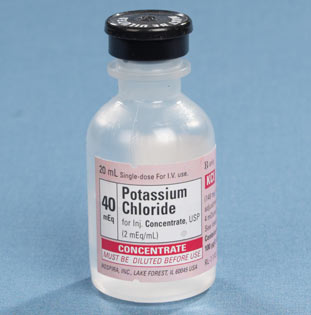 20 mL Single-dose For I.V. use.
40
mEq
Potassium
Chloride
for Inj. Concentrate, USP
(2 mEq/mL)
CONCENTRATE
MUST BE DILUTED BEFORE USE
HOSPIRA, INC., LAKE FOREST, IL 60045 USA